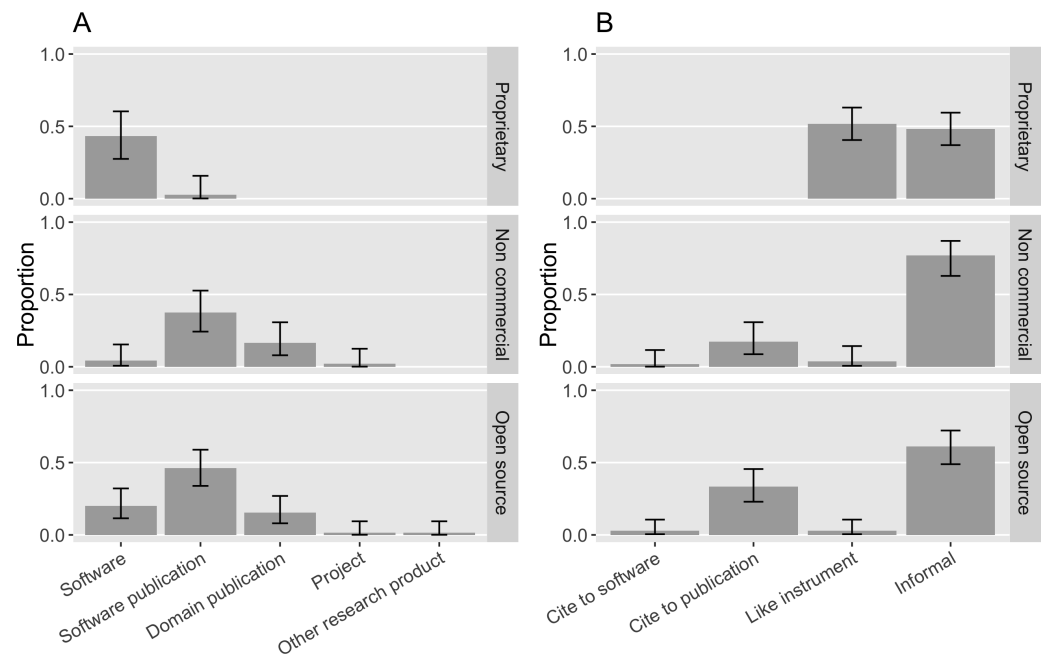 A
Proportion
1.0
0.5
0.0
Proprietary
1.0
0.5
0.0
Non commercial
1.0
0.5
0.0
Open source
Software
Software publication
Domain publication
Project
Other research product
B
Proportion
1.0
0.5
0.0
Proprietary
1.0
0.5
0.0
Non commercial
1.0
0.5
0.0
Open source
Cite to software
Cite to publication
Like instrument
Informal